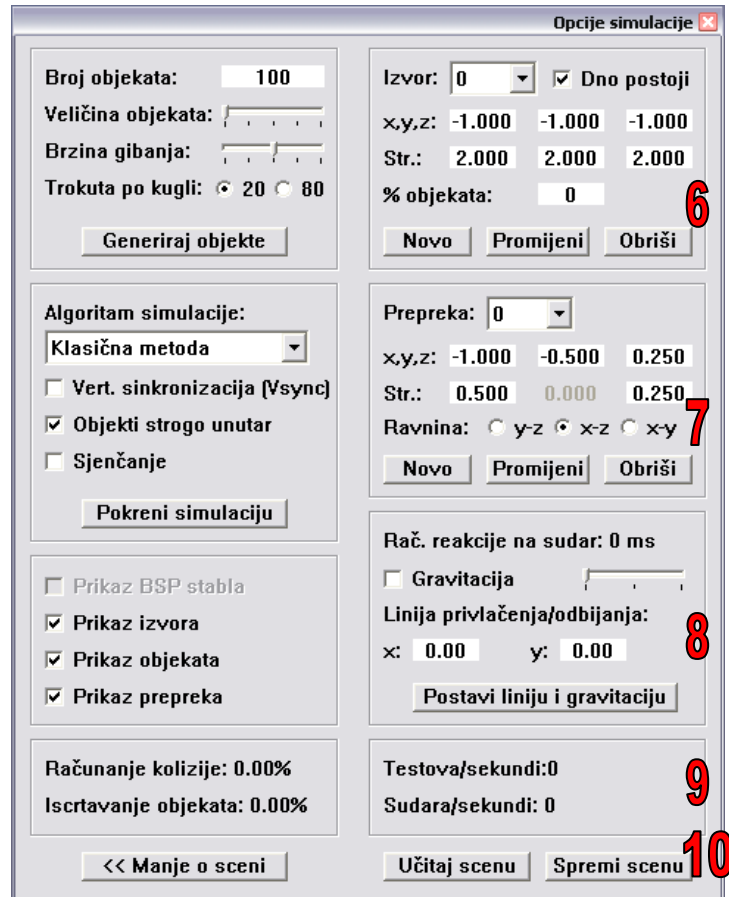 Opcije simulacije
Broj objekata: 100
Veličina objekata:
Brzina gibanja:
Trokuta po kugli: 20 80
Generiraj objekte
Izvor: 0 Dno postoji
x,y,z: -1.000 -1.000 -1.000
Str.: 2.000 2.000 2.000
% objekata: 0
6
Novo Promijeni Obriši
Algoritam simulacije:
Klasična metoda
Vert. sinkronizacija (Vsync)
Objekti strogo unutar
Sjenčanje
Pokreni simulaciju
Prepreka: 0
x,y,z: -1.000 -0.500 0.250
Str.: 0.500 0.000 0.250
7
Ravnina: y-z x-z x-y
Novo Promijeni Obriši
Prikaz BSP stabla
Prikaz izvora
Prikaz objekata
Prikaz prepreka
Rač. reakcije na sudar: 0 ms
Gravitacija
Linija privlačenja/odbijanja:
8
x: 0.00 y: 0.00
Postavi liniju i gravitaciju
Računanje kolizije: 0.00%
Iscrtavanje objekata: 0.00%
Testova/sekundi:0
9
Sudara/sekundi: 0
<< Manje o sceni
Učitaj scenu Spremi scenu 10